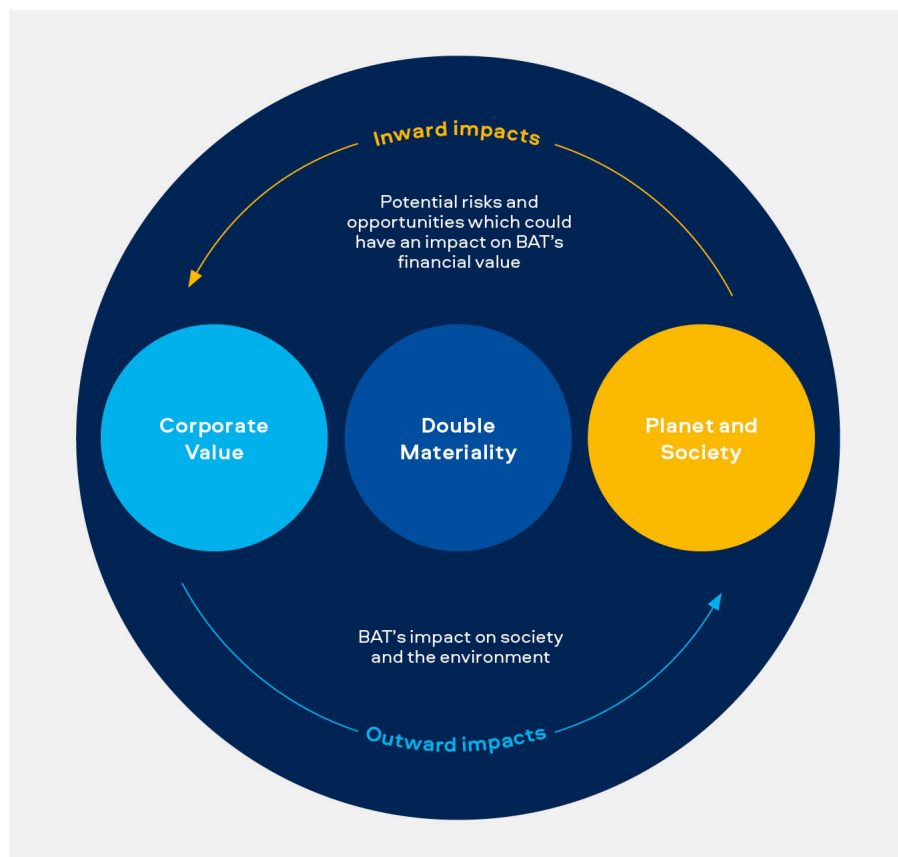 Inward impacts
Potential risks and
opportunities which could
have an impact on BAT's
financial value
Corporate
Value
Double
Materiality
Planet and
Society
BAT's impact on society
and the environment
Outward impacts